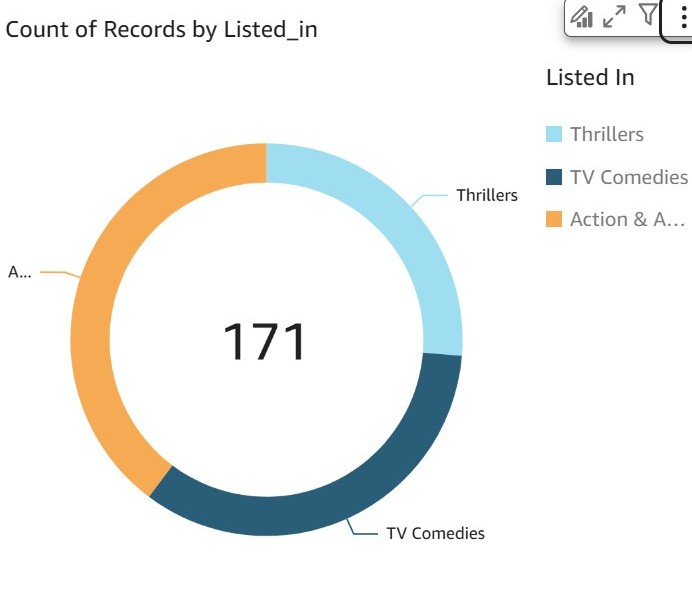 Count of Records by Listed_in
Listed In
Thrillers
TV Comedies
Action & A...
Thrillers
A...
171
TV Comedies